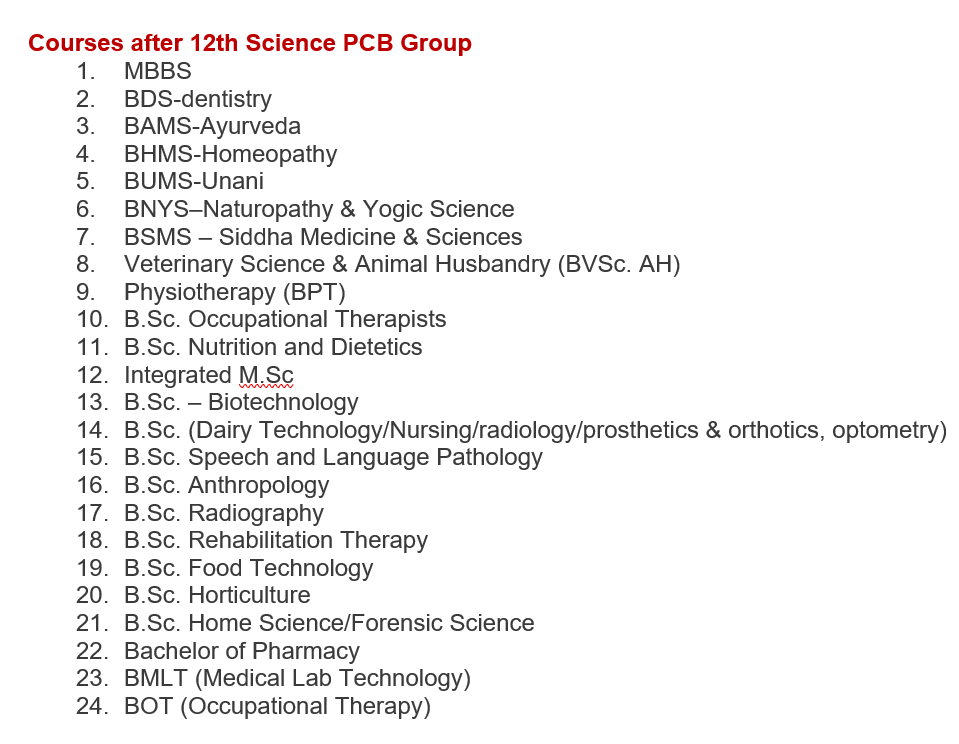 Courses after 12th Science PCB Group
1. MBBS
2. BDS-dentistry
3. BAMS-Ayurveda
4. BHMS-Homeopathy
5. BUMS-Unani
6. BNYS–Naturopathy & Yogic Science
7. BSMS – Siddha Medicine & Sciences
8. Veterinary Science & Animal Husbandry (BVSc. AH)
9. Physiotherapy (BPT)
10. B.Sc. Occupational Therapists
11. B.Sc. Nutrition and Dietetics
12. Integrated M.Sc
13. B.Sc. – Biotechnology
14. B.Sc. (Dairy Technology/Nursing/radiology/prosthetics & orthotics, optometry)
15. B.Sc. Speech and Language Pathology
16. B.Sc. Anthropology
17. B.Sc. Radiography
18. B.Sc. Rehabilitation Therapy
19. B.Sc. Food Technology
20. B.Sc. Horticulture
21. B.Sc. Home Science/Forensic Science
22. Bachelor of Pharmacy
23. BMLT (Medical Lab Technology)
24. BOT (Occupational Therapy)